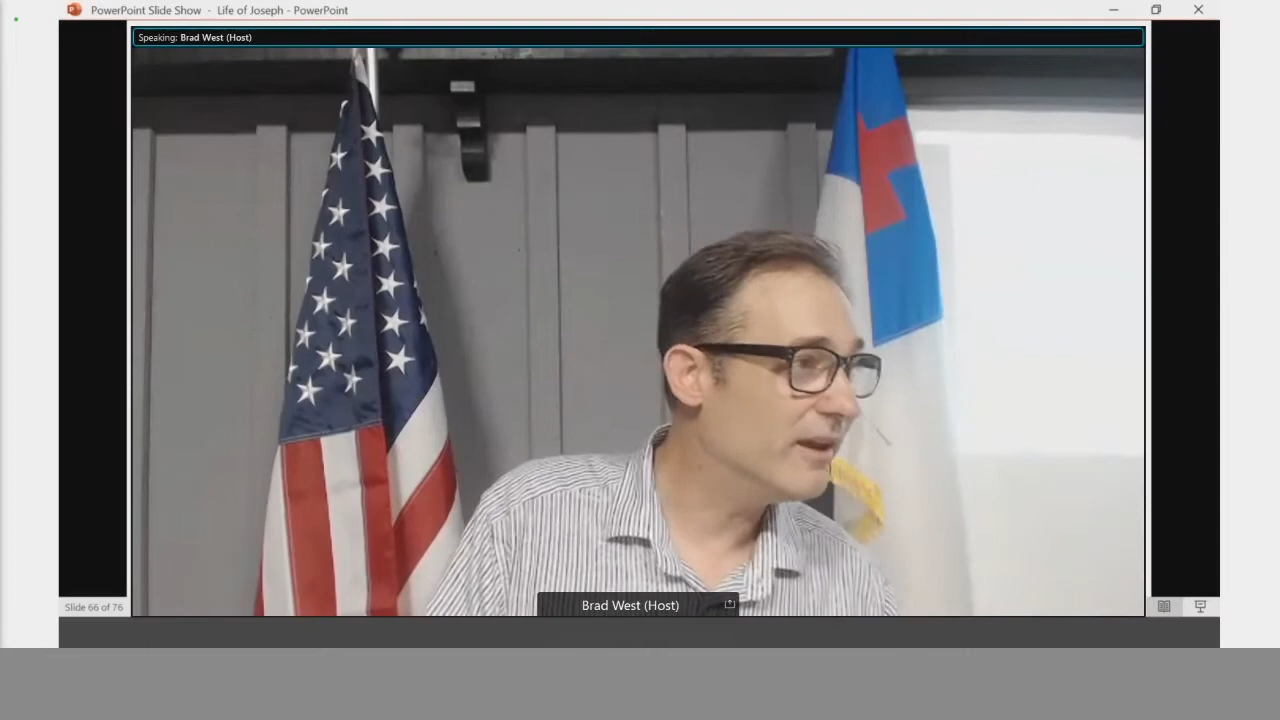 PowerPoint Slide Show - Life of Joseph - PowerPoint
Speaking: Brad West (Host)
Brad West (Host)
Slide 66 of 76